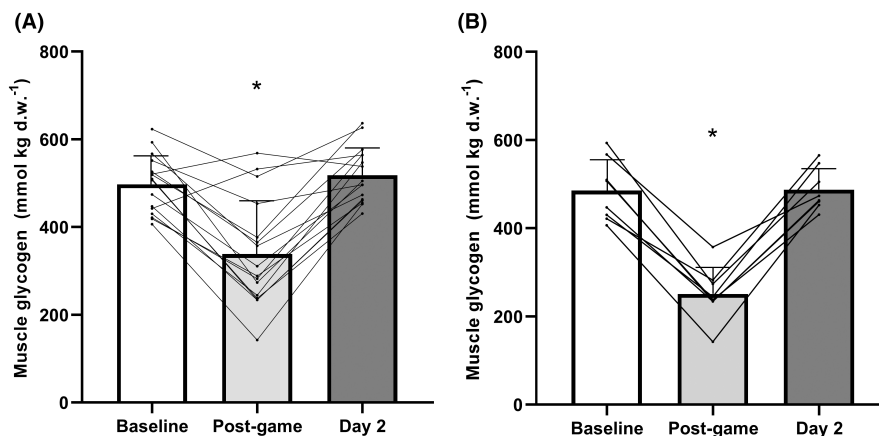 (A)
Muscle glycogen (mmol kg d.w.⁻¹)
800
600
400
200
0
*
Baseline
Post-game
Day 2
(B)
Muscle glycogen (mmol kg d.w.⁻¹)
800
600
400
200
0
*
Baseline
Post-game
Day 2